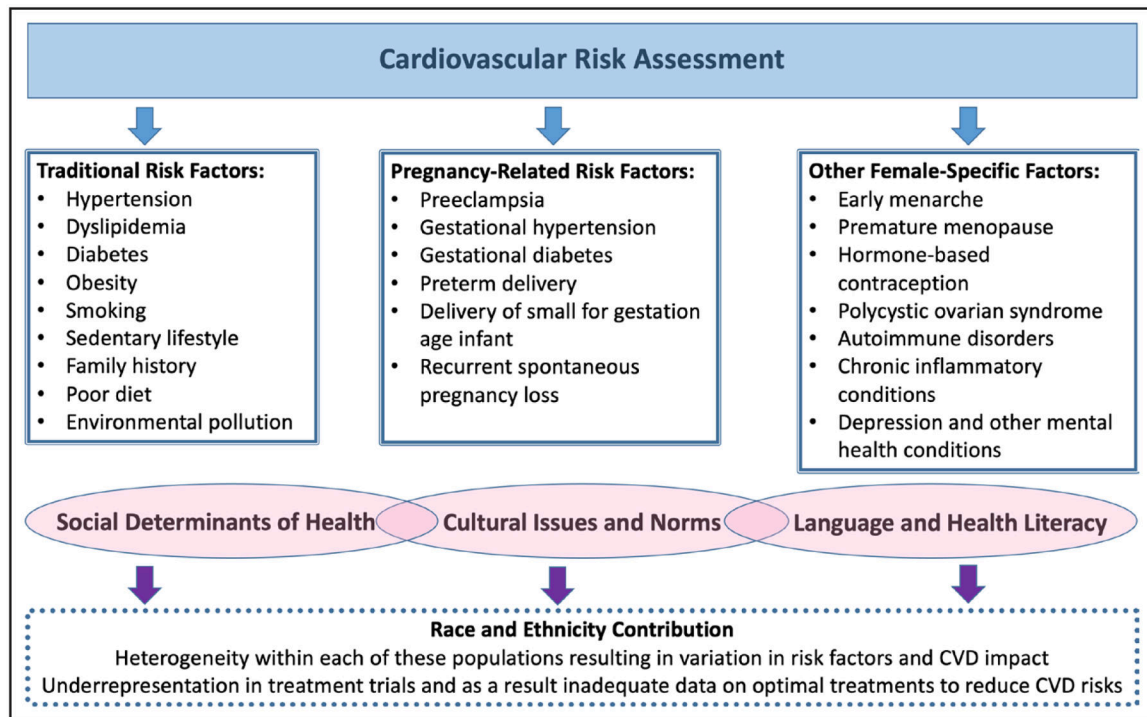 Cardiovascular Risk Assessment
Traditional Risk Factors:
• Hypertension
• Dyslipidemia
• Diabetes
• Obesity
• Smoking
• Sedentary lifestyle
• Family history
• Poor diet
• Environmental pollution
Pregnancy-Related Risk Factors:
• Preeclampsia
• Gestational hypertension
• Gestational diabetes
• Preterm delivery
• Delivery of small for gestation
age infant
• Recurrent spontaneous
pregnancy loss
Other Female-Specific Factors:
• Early menarche
• Premature menopause
• Hormone-based
contraception
• Polycystic ovarian syndrome
• Autoimmune disorders
• Chronic inflammatory
conditions
• Depression and other mental
health conditions
Social Determinants of Health
Cultural Issues and Norms
Language and Health Literacy
Race and Ethnicity Contribution
Heterogeneity within each of these populations resulting in variation in risk factors and CVD impact
Underrepresentation in treatment trials and as a result inadequate data on optimal treatments to reduce CVD risks